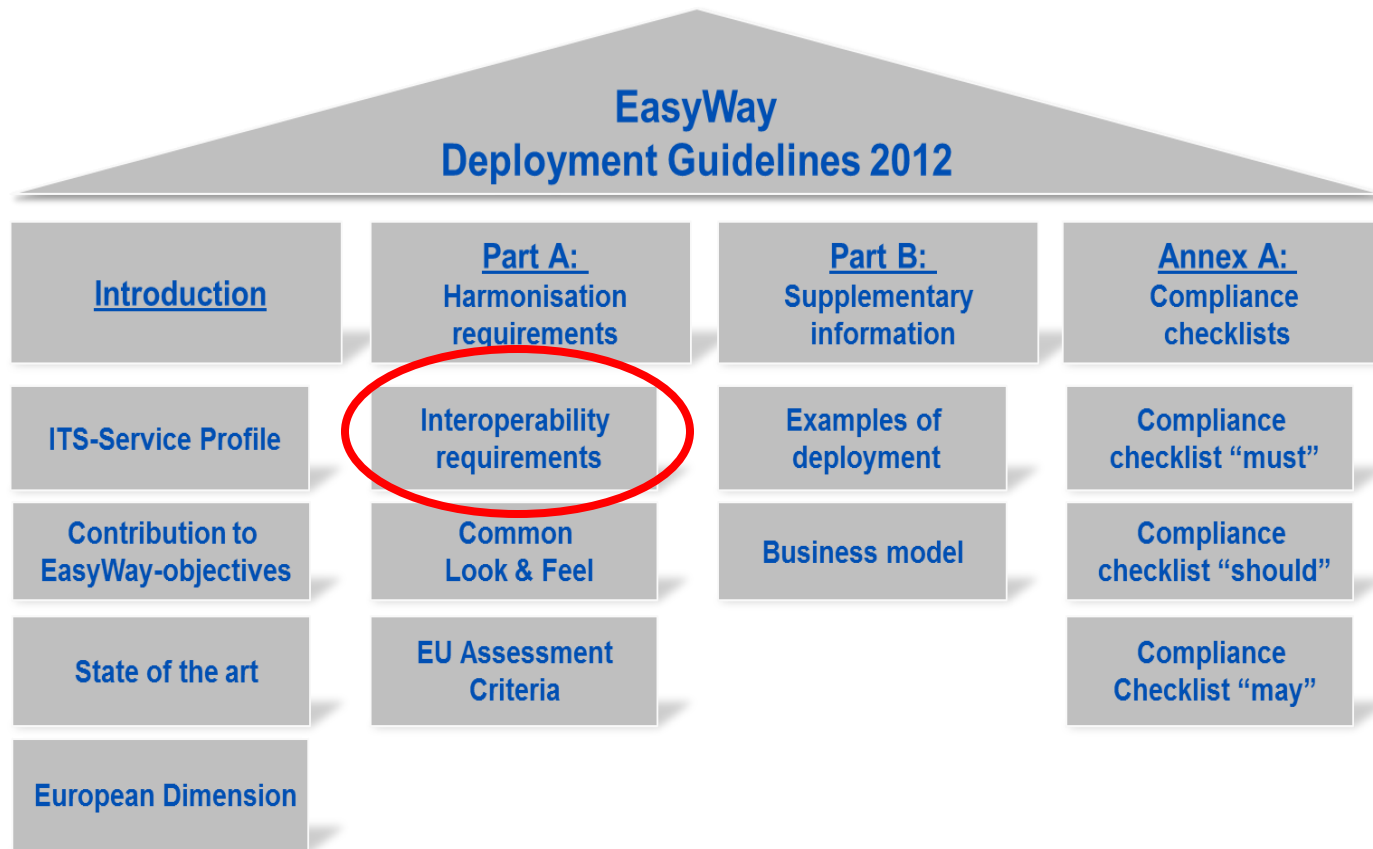 EasyWay
Deployment Guidelines 2012
Introduction
ITS-Service Profile
Contribution to
EasyWay-objectives
State of the art
European Dimension
Part A:
Harmonisation
requirements
Interoperability
requirements
Common
Look & Feel
EU Assessment
Criteria
Part B:
Supplementary
information
Examples of
deployment
Business model
Annex A:
Compliance
checklists
Compliance
checklist “must”
Compliance
checklist “should”
Compliance
Checklist “may”